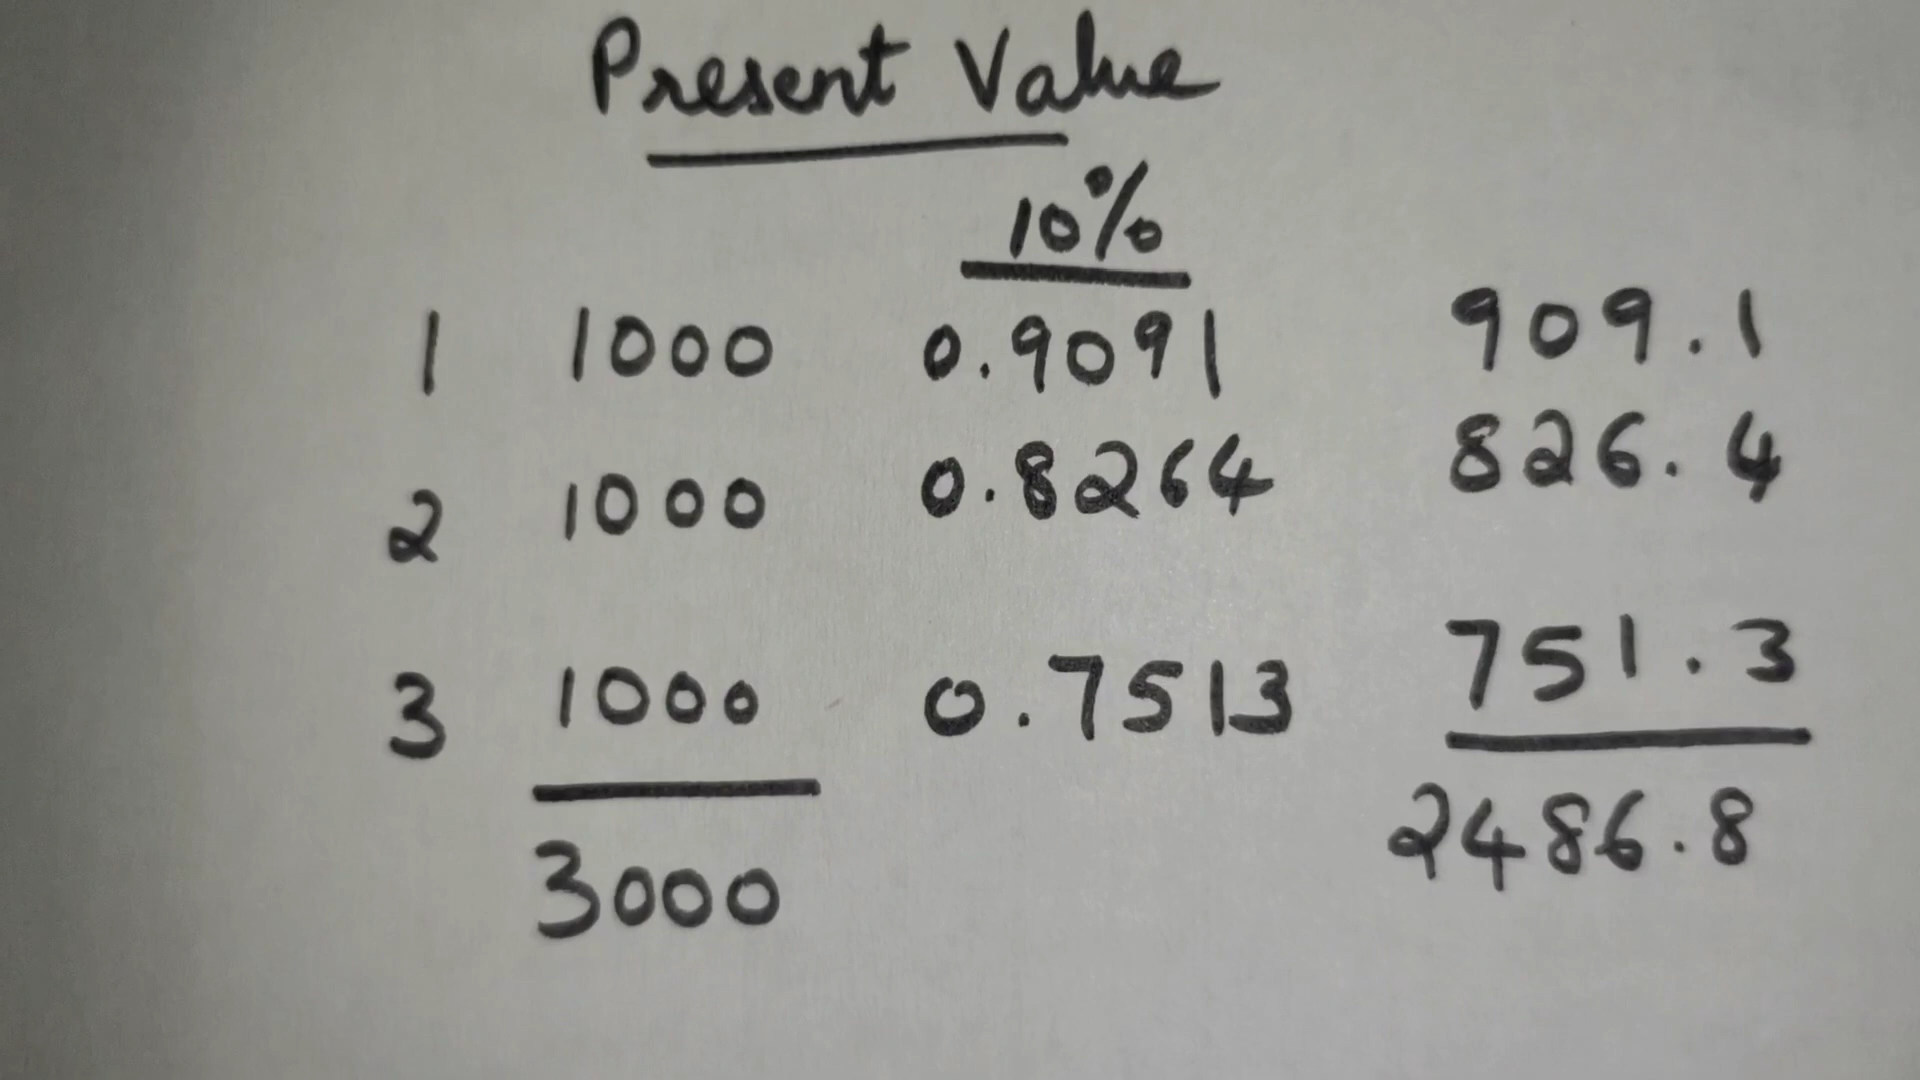 Present Value
10%
1 1000 0.9091 909.1
2 1000 0.8264 826.4
3 1000 0.7513 751.3
3000 2486.8